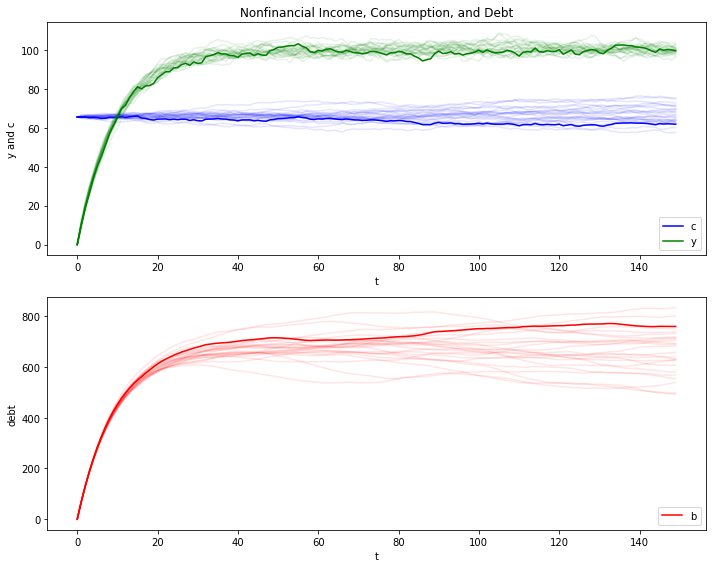 Nonfinancial Income, Consumption, and Debt
y and c
100
80
60
40
20
0
c
y
0 20 40 60 80 100 120 140
t
debt
800
600
400
200
0
b
0 20 40 60 80 100 120 140
t